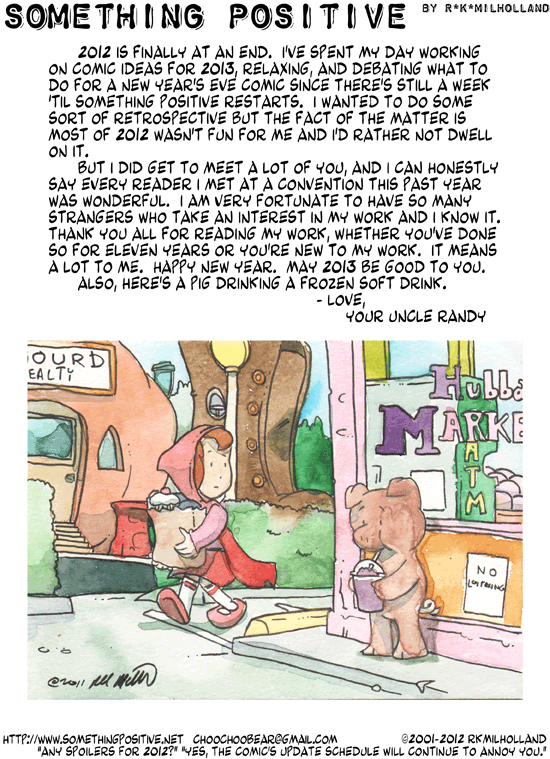 SOMETHING POSITIVE BY R*K*MILHOLLAND
2012 IS FINALLY AT AN END. I'VE SPENT MY DAY WORKING
ON COMIC IDEAS FOR 2013, RELAXING, AND DEBATING WHAT TO
DO FOR A NEW YEAR'S EVE COMIC SINCE THERE'S STILL A WEEK
'TIL SOMETHING POSITIVE RESTARTS. I WANTED TO DO SOME
SORT OF RETROSPECTIVE BUT THE FACT OF THE MATTER IS
MOST OF 2012 WASN'T FUN FOR ME AND I'D RATHER NOT DWELL
ON IT.
BUT I DID GET TO MEET A LOT OF YOU, AND I CAN HONESTLY
SAY EVERY READER I MET AT A CONVENTION THIS PAST YEAR
WAS WONDERFUL. I AM VERY FORTUNATE TO HAVE SO MANY
STRANGERS WHO TAKE AN INTEREST IN MY WORK AND I KNOW IT.
THANK YOU ALL FOR READING MY WORK, WHETHER YOU'VE DONE
SO FOR ELEVEN YEARS OR YOU'RE NEW TO MY WORK. IT MEANS
A LOT TO ME. HAPPY NEW YEAR. MAY 2013 BE GOOD TO YOU.
ALSO, HERE'S A PIG DRINKING A FROZEN SOFT DRINK.
- LOVE,
YOUR UNCLE RANDY
OURD
EALTY
Hubba
MARKE
ATM
NO
LOITERING
©2011
HTTP://WWW.SOMETHINGPOSITIVE.NET CHOOCHOOBEAR@GMAIL.COM ©2001-2012 RKMILHOLLAND
"ANY SPOILERS FOR 2012?" "YES, THE COMIC'S UPDATE SCHEDULE WILL CONTINUE TO ANNOY YOU."